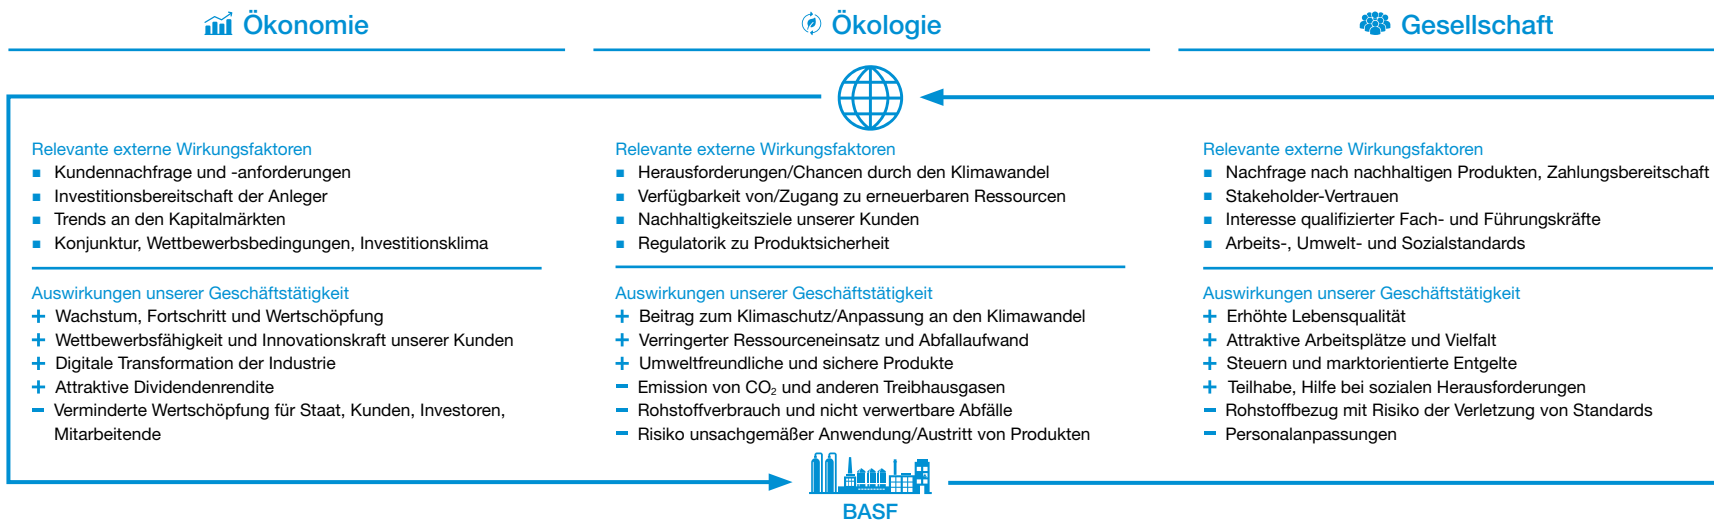 Ökonomie
Relevante externe Wirkungsfaktoren
Kundennachfrage und -anforderungen
Investitionsbereitschaft der Anleger
Trends an den Kapitalmärkten
Konjunktur, Wettbewerbsbedingungen, Investitionsklima
Auswirkungen unserer Geschäftstätigkeit
+ Wachstum, Fortschritt und Wertschöpfung
+ Wettbewerbsfähigkeit und Innovationskraft unserer Kunden
+ Digitale Transformation der Industrie
+ Attraktive Dividendenrendite
– Verminderte Wertschöpfung für Staat, Kunden, Investoren,
Mitarbeitende
Ökologie
Relevante externe Wirkungsfaktoren
Herausforderungen/Chancen durch den Klimawandel
Verfügbarkeit von/Zugang zu erneuerbaren Ressourcen
Nachhaltigkeitsziele unserer Kunden
Regulatorik zu Produktsicherheit
Auswirkungen unserer Geschäftstätigkeit
+ Beitrag zum Klimaschutz/Anpassung an den Klimawandel
+ Verringerter Ressourceneinsatz und Abfallaufwand
+ Umweltfreundliche und sichere Produkte
– Emission von CO₂ und anderen Treibhausgasen
– Rohstoffverbrauch und nicht verwertbare Abfälle
– Risiko unsachgemäßer Anwendung/Austritt von Produkten
Gesellschaft
Relevante externe Wirkungsfaktoren
Nachfrage nach nachhaltigen Produkten, Zahlungsbereitschaft
Stakeholder-Vertrauen
Interesse qualifizierter Fach- und Führungskräfte
Arbeits-, Umwelt- und Sozialstandards
Auswirkungen unserer Geschäftstätigkeit
+ Erhöhte Lebensqualität
+ Attraktive Arbeitsplätze und Vielfalt
+ Steuern und marktorientierte Entgelte
+ Teilhabe, Hilfe bei sozialen Herausforderungen
– Rohstoffbezug mit Risiko der Verletzung von Standards
– Personalanpassungen
BASF